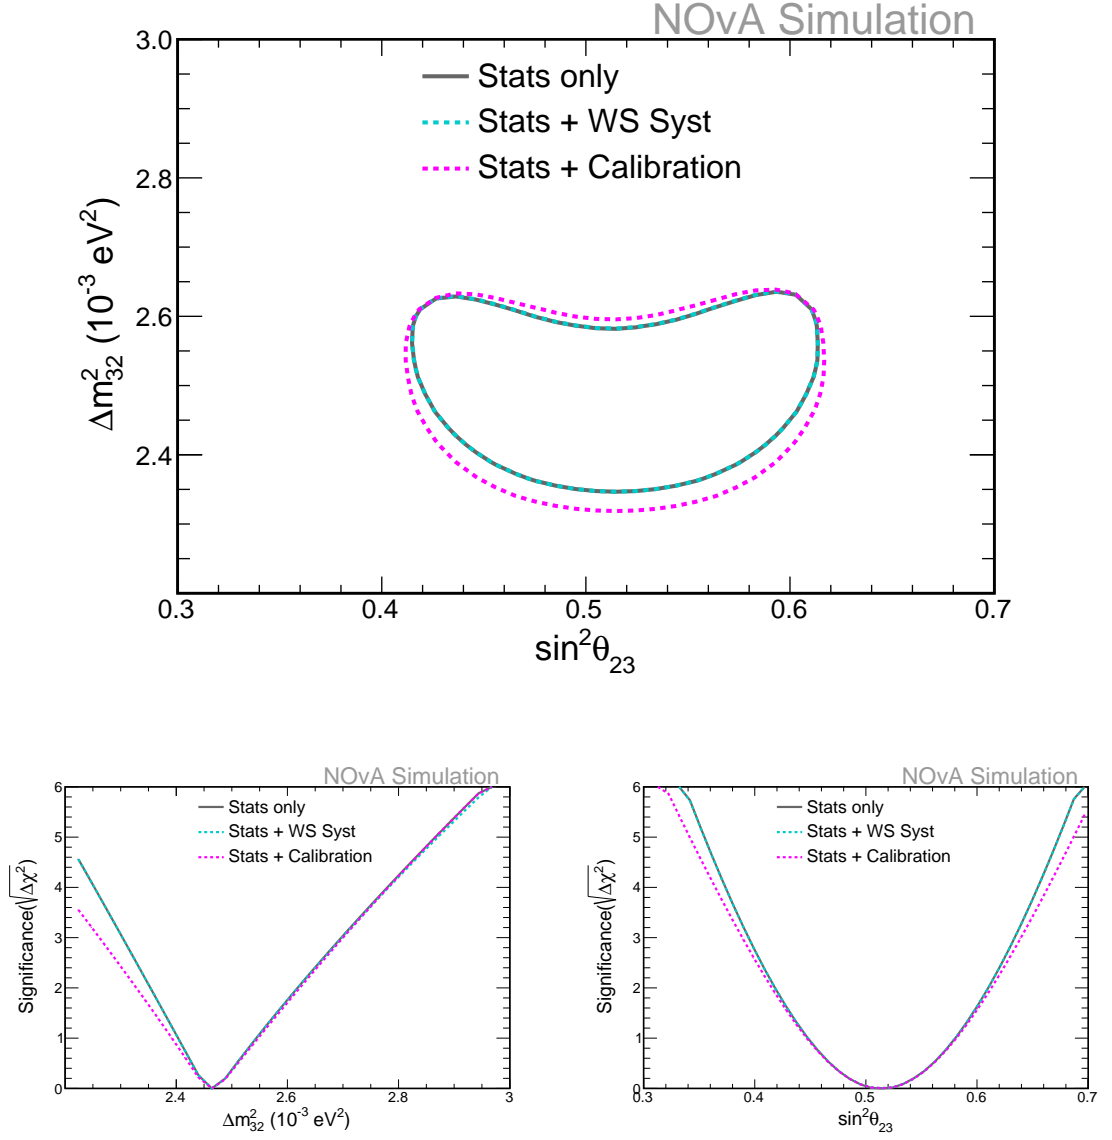 NOvA Simulation
3.0
Stats only
Stats + WS Syst
Stats + Calibration
2.8
2.6
2.4
Δm²₃₂ (10⁻³ eV²)
0.3 0.4 0.5 0.6 0.7
sin²θ₂₃
NOvA Simulation
6
Stats only
Stats + WS Syst
Stats + Calibration
5
4
3
2
1
0
Significance(√Δχ²)
2.4 2.6 2.8 3
Δm²₃₂ (10⁻³ eV²)
NOvA Simulation
6
Stats only
Stats + WS Syst
Stats + Calibration
5
4
3
2
1
0
Significance(√Δχ²)
0.3 0.4 0.5 0.6 0.7
sin²θ₂₃